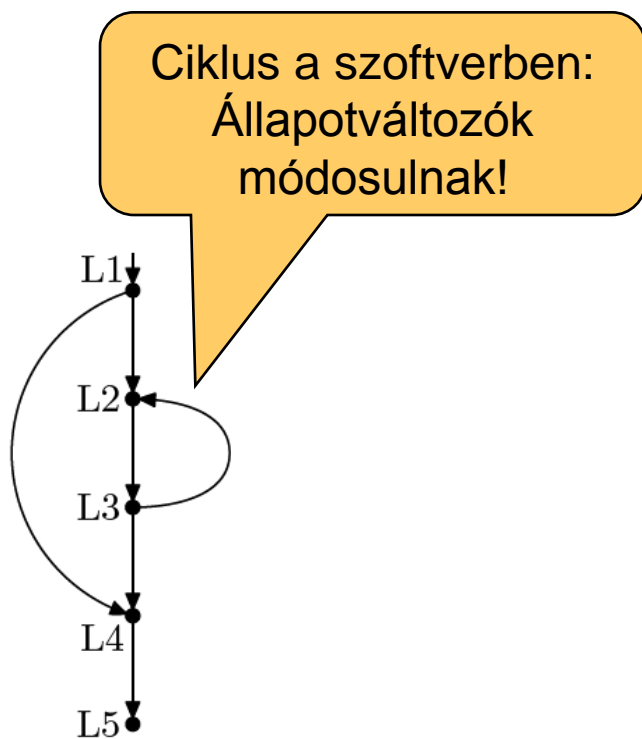 Ciklus a szoftverben:
Állapotváltozók
módosulnak!
L1
L2
L3
L4
L5